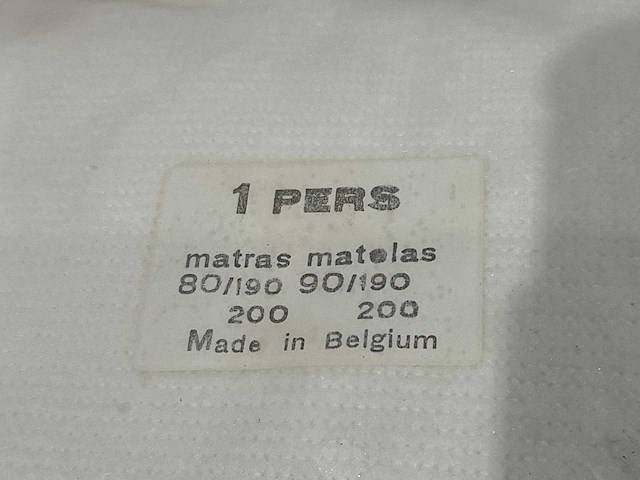 1 PERS
matras matelas
80/190 90/190
200 200
Made in Belgium